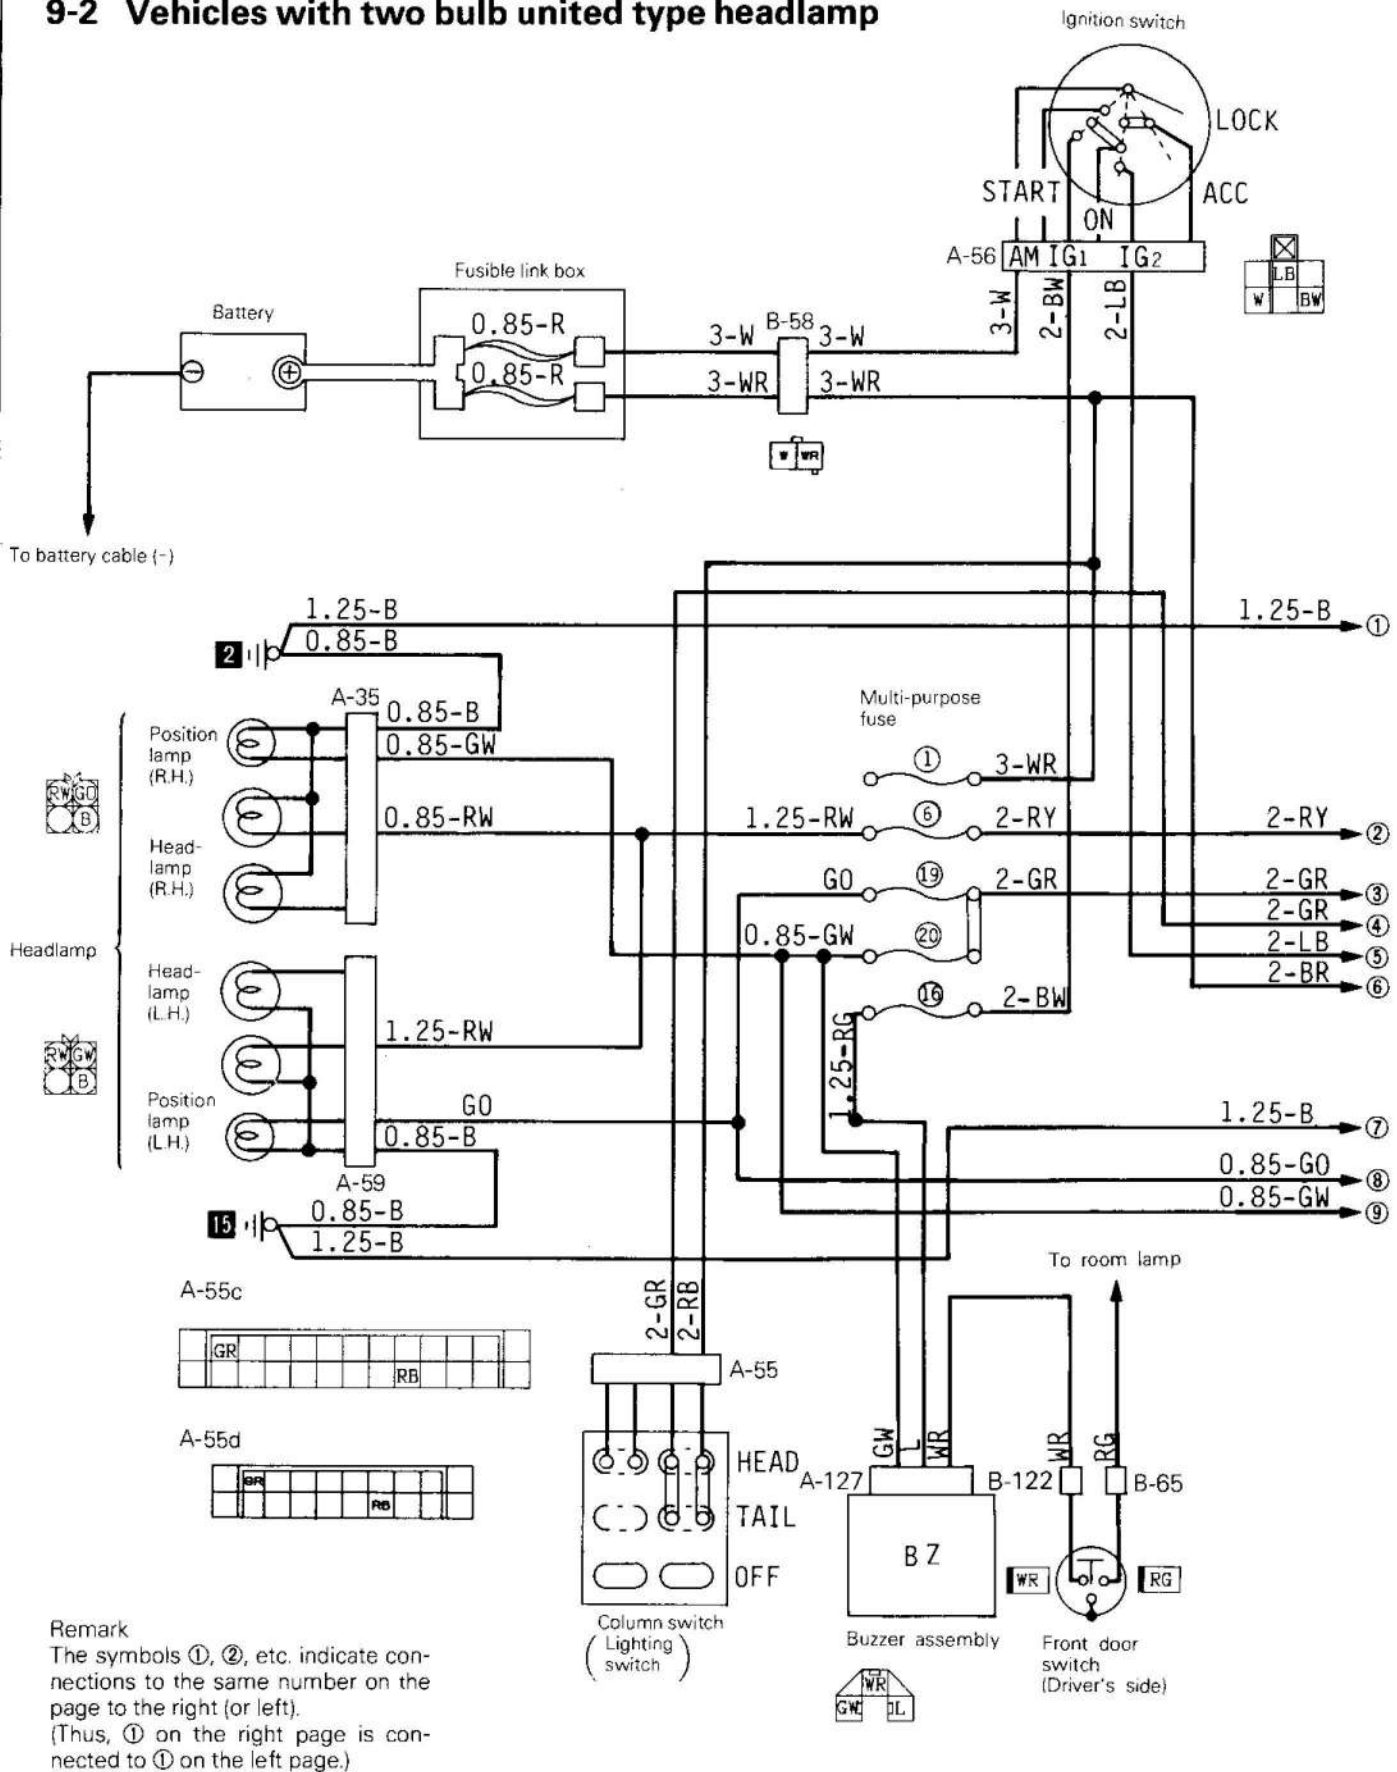 9-2 Vehicles with two bulb united type headlamp
Ignition switch
LOCK
START
ACC
ON
A-56
AM IG1 IG2
LB
W BW
3-W
2-BW
2-LB
Fusible link box
Battery
0.85-R
0.85-R
3-W B-58 3-W
3-WR 3-WR
W WR
To battery cable (-)
1.25-B
1.25-B ①
0.85-B
2
A-35
0.85-B
0.85-GW
Position
lamp
(R.H.)
RW GO
B
Multi-purpose
fuse
① 3-WR
0.85-RW
1.25-RW ⑥ 2-RY 2-RY ②
Head-
lamp
(R.H.)
GO ⑲ 2-GR 2-GR ③
2-GR ④
0.85-GW ⑳ 2-LB ⑤
2-BR ⑥
Headlamp
Head-
lamp
(L.H.)
⑯ 2-BW
1.25-RG
1.25-RW
RW GW
B
Position
lamp
(L.H.)
GO
0.85-B
1.25-B ⑦
0.85-GO ⑧
0.85-GW ⑨
A-59
0.85-B
15
1.25-B
To room lamp
A-55c
GR
RB
2-GR
2-RB
A-55
A-55d
GR
RB
HEAD
TAIL
OFF
Column switch
(Lighting
switch)
GW
L
WR
WR
RG
A-127
B-122
B-65
BZ
WR
RG
Buzzer assembly
WR
GW L
Front door
switch
(Driver's side)
Remark
The symbols ①, ②, etc. indicate con-
nections to the same number on the
page to the right (or left).
(Thus, ① on the right page is con-
nected to ① on the left page.)